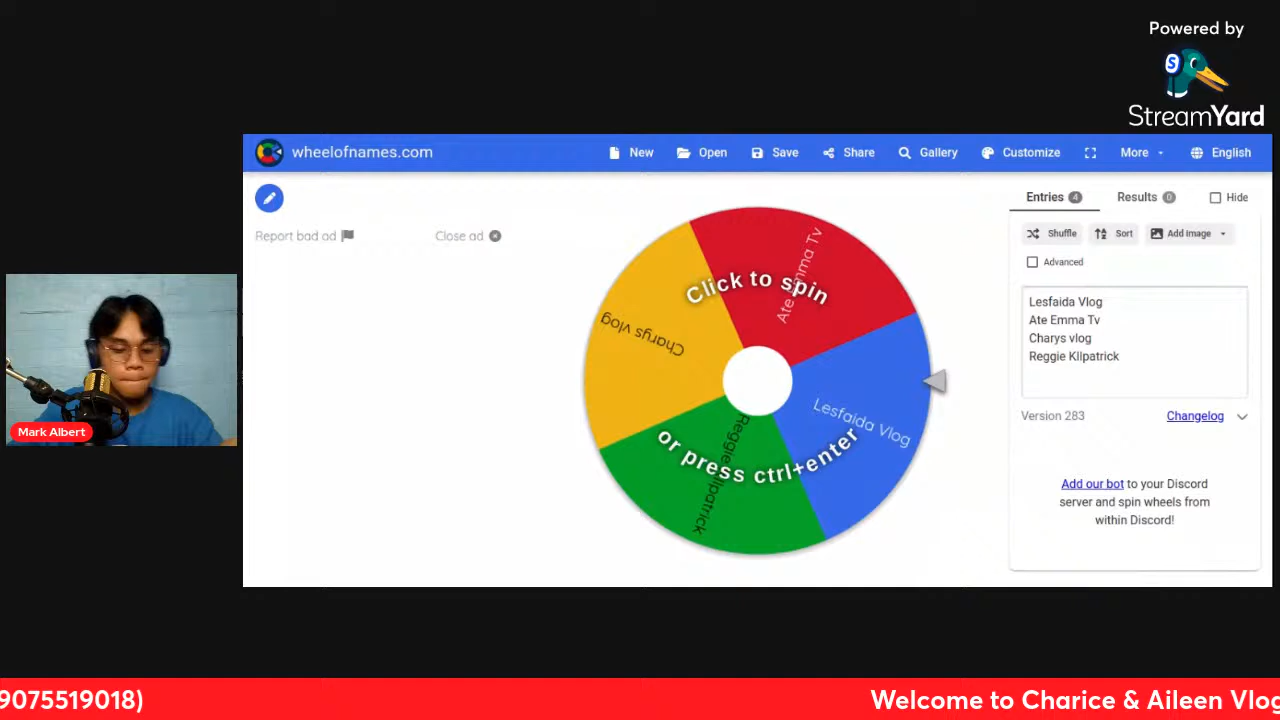 Powered by
StreamYard
wheelofnames.com
New
Open
Save
Share
Gallery
Customize
More
English
Entries 4
Results 0
Hide
Report bad ad
Close ad
Shuffle
Sort
Add image
Advanced
Lesfaida Vlog
Ate Emma Tv
Charys vlog
Reggie KIlpatrick
Version 283
Changelog
Add our bot to your Discord
server and spin wheels from
within Discord!
Click to spin
or press ctrl+enter
Ate Emma Tv
Charys vlog
Lesfaida Vlog
Reggie KIlpatrick
Mark Albert
9075519018)
Welcome to Charice & Aileen Vlog